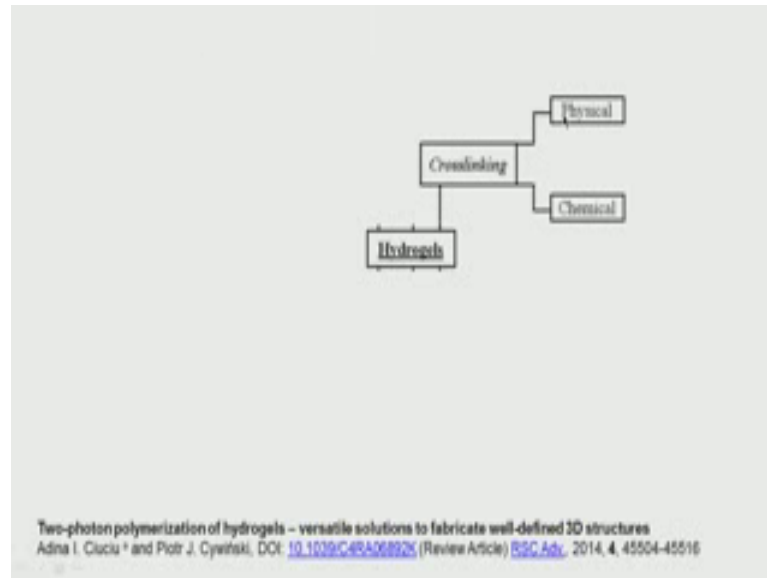 Physical
Crosslinking
Chemical
Hydrogels
Two-photon polymerization of hydrogels – versatile solutions to fabricate well-defined 3D structures
Adina I. Ciuciu * and Piotr J. Cywiński, DOI: 10.1039/C4RA06892K (Review Article) RSC Adv., 2014, 4, 45504-45516